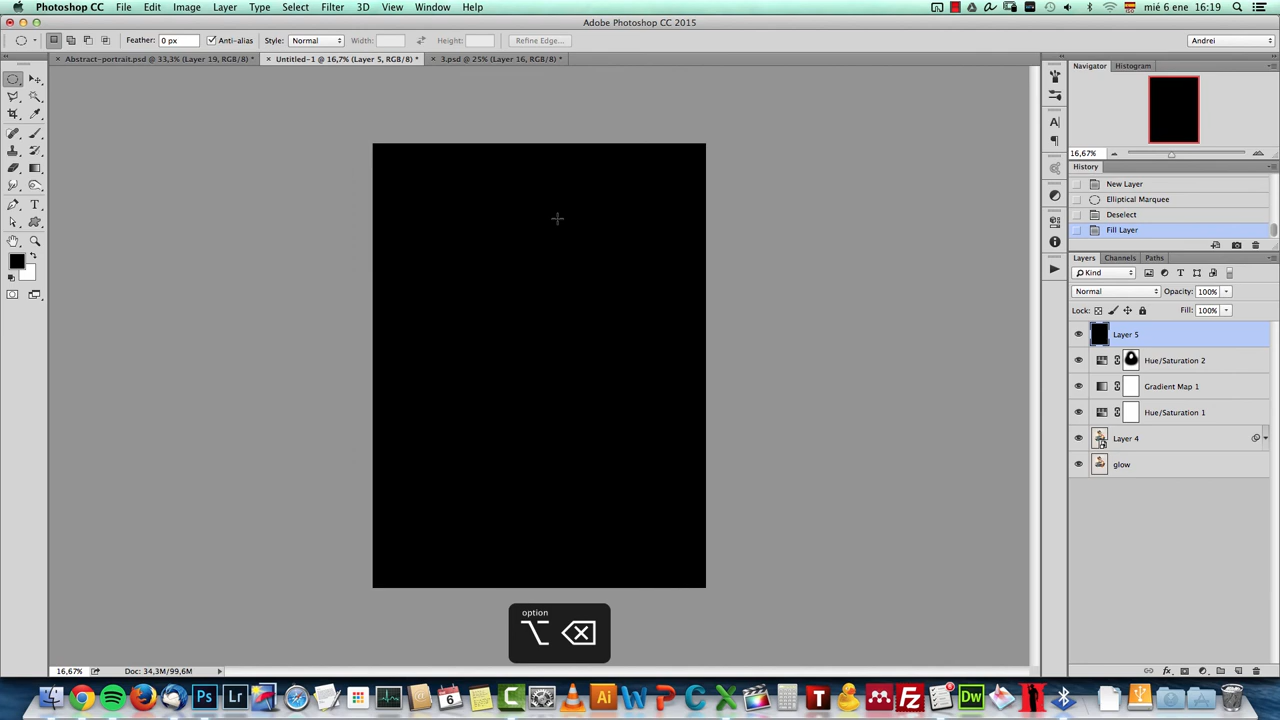 Photoshop CC File Edit Image Layer Type Select Filter 3D View Window Help mié 6 ene 16:19
Adobe Photoshop CC 2015
Feather: 0 px Anti-alias Style: Normal Width: Height: Refine Edge... Andrei
× Abstract-portrait.psd @ 33,3% (Layer 19, RGB/8) * × Untitled-1 @ 16,7% (Layer 5, RGB/8) * × 3.psd @ 25% (Layer 16, RGB/8) *
Navigator Histogram
16,67%
History
New Layer
Elliptical Marquee
Deselect
Fill Layer
Layers Channels Paths
Kind
Normal Opacity: 100%
Lock: Fill: 100%
Layer 5
Hue/Saturation 2
Gradient Map 1
Hue/Saturation 1
Layer 4
glow
option
16,67% Doc: 34,3M/99,6M
Ps Lr Ai W P C X T Fz Dw